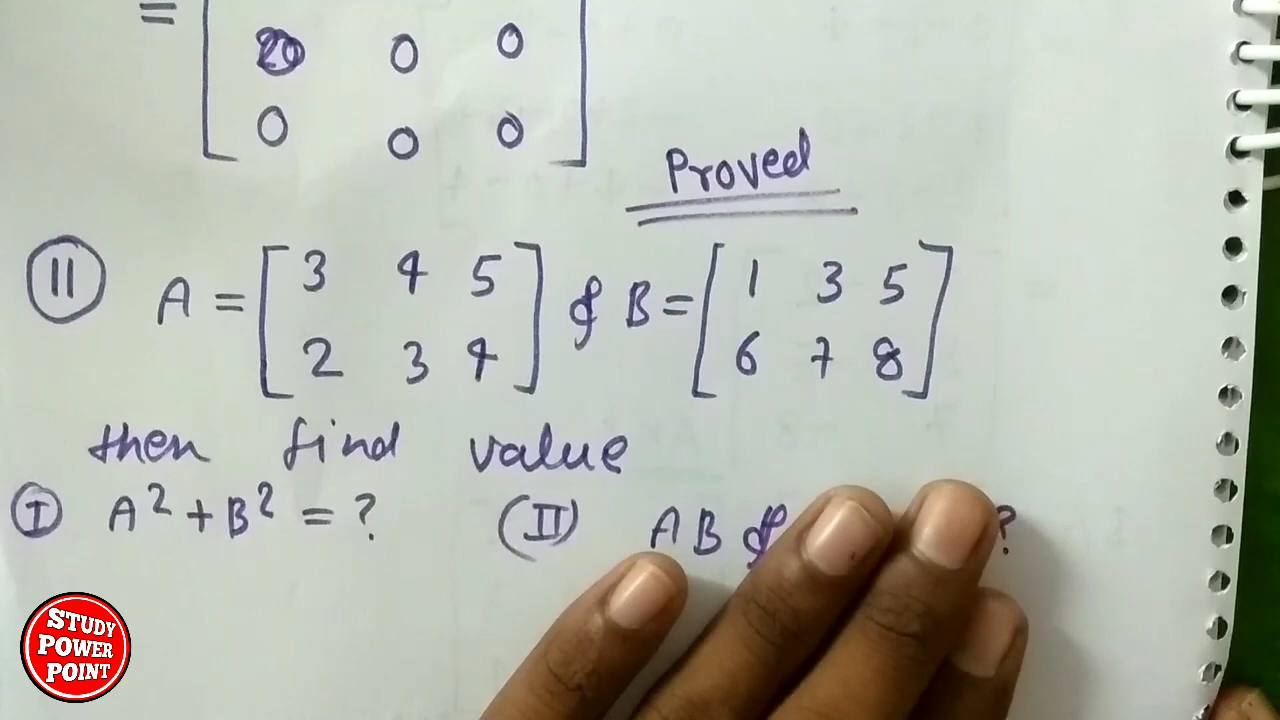 = [ 20 0 0
0 0 0 ]
Proved
(II) A = [ 3 4 5 & B = [ 1 3 5
2 3 4 ] 6 7 8 ]
then find value
(I) A² + B² = ? (II) AB & ?
STUDY
POWER
POINT